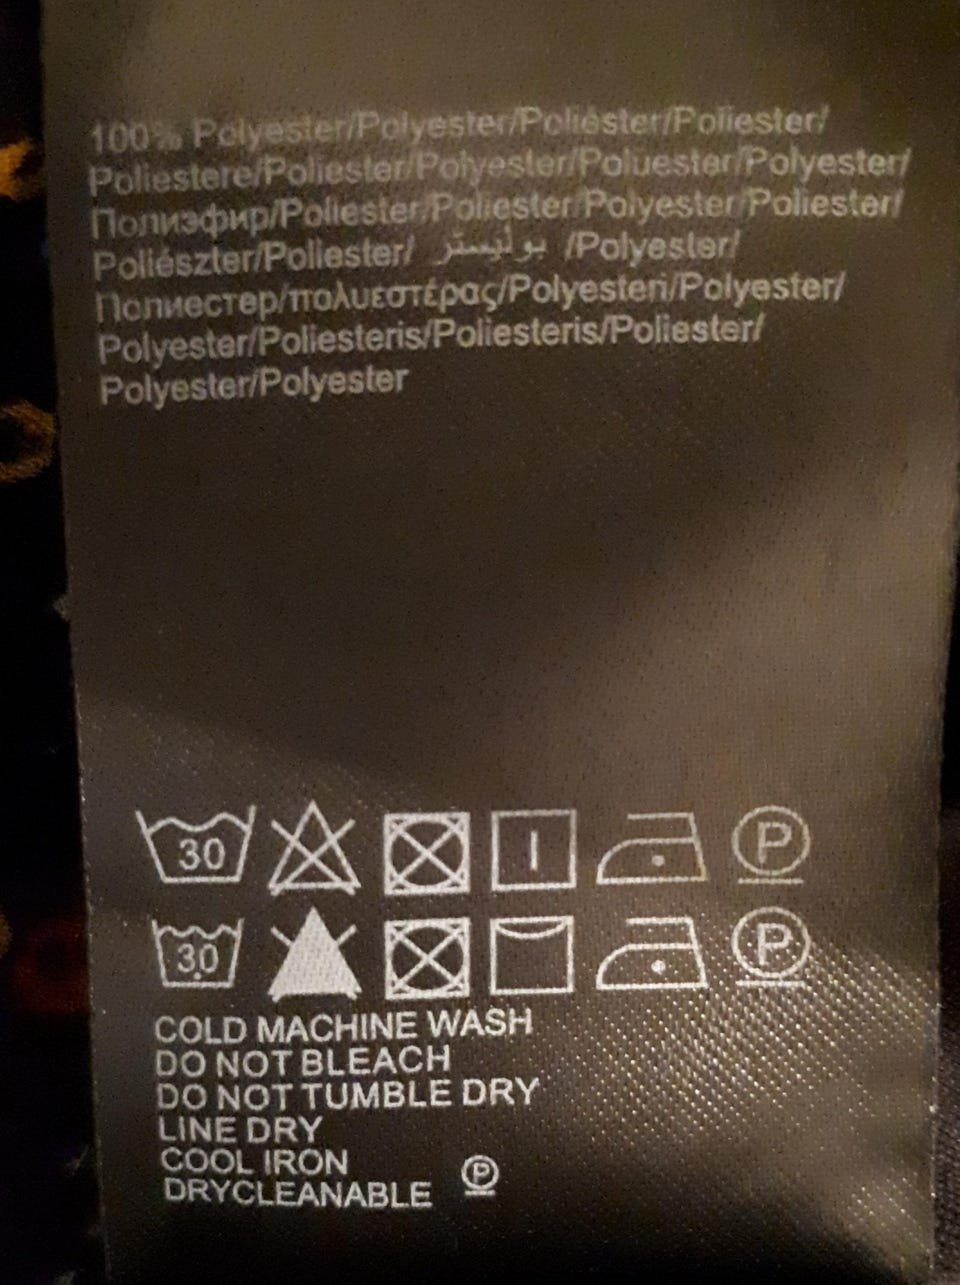 100% Polyester/Polyester/Poliéster/Poliester/
Poliestere/Poliester/Polyester/Poluester/Polyester/
Полиэфир/Poliester/Poliester/Polyester/Poliester/
Poliészter/Poliester/ بوليستر /Polyester/
Полиестер/πολυεστέρας/Polyesteri/Polyester/
Polyester/Poliesteris/Poliesteris/Poliester/
Polyester/Polyester
30 P
30 P
COLD MACHINE WASH
DO NOT BLEACH
DO NOT TUMBLE DRY
LINE DRY
COOL IRON
DRYCLEANABLE P